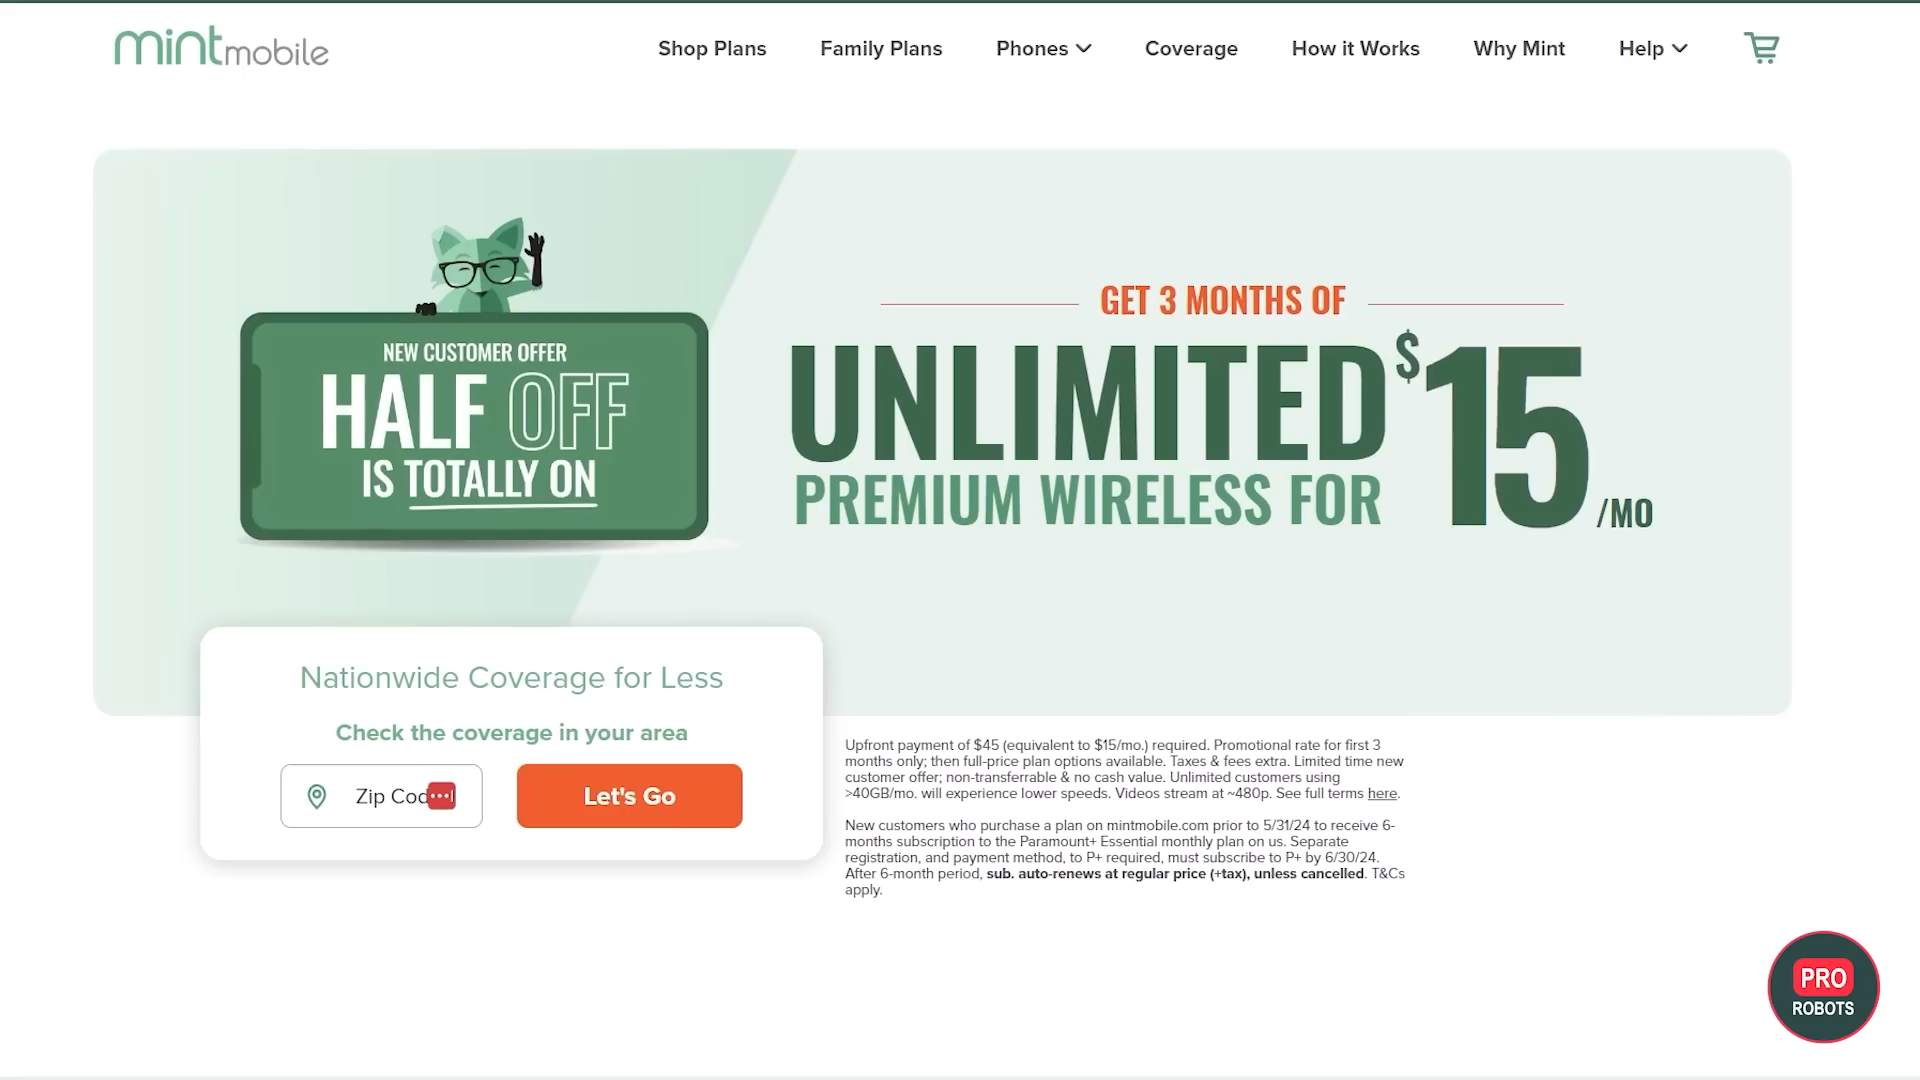 mintmobile
Shop Plans
Family Plans
Phones
Coverage
How it Works
Why Mint
Help
NEW CUSTOMER OFFER
HALF OFF
IS TOTALLY ON
GET 3 MONTHS OF
UNLIMITED
PREMIUM WIRELESS FOR
$15/MO
Nationwide Coverage for Less
Check the coverage in your area
Zip Cod
Let's Go
Upfront payment of $45 (equivalent to $15/mo.) required. Promotional rate for first 3
months only; then full-price plan options available. Taxes & fees extra. Limited time new
customer offer; non-transferrable & no cash value. Unlimited customers using
>40GB/mo. will experience lower speeds. Videos stream at ~480p. See full terms here.
New customers who purchase a plan on mintmobile.com prior to 5/31/24 to receive 6-
months subscription to the Paramount+ Essential monthly plan on us. Separate
registration, and payment method, to P+ required, must subscribe to P+ by 6/30/24.
After 6-month period, sub. auto-renews at regular price (+tax), unless cancelled. T&Cs
apply.
PRO
ROBOTS